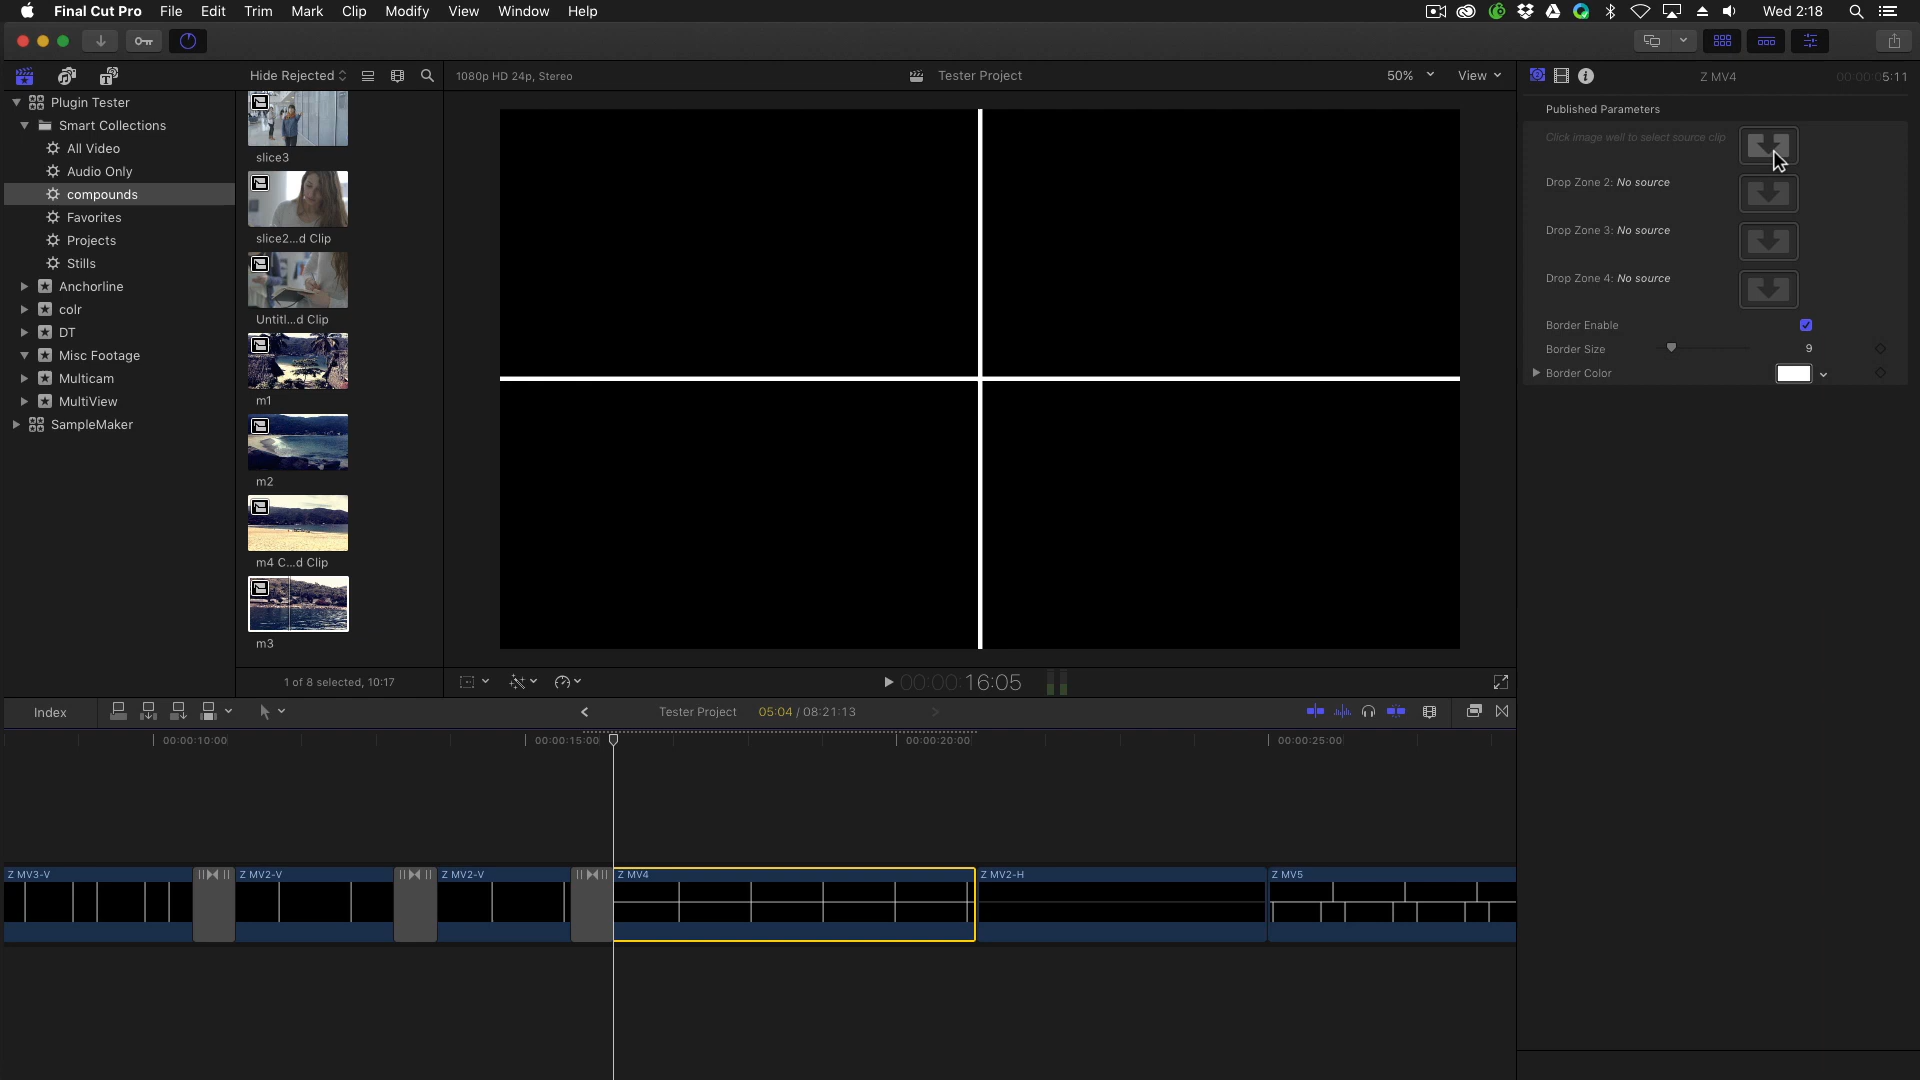 Final Cut Pro File Edit Trim Mark Clip Modify View Window Help
Wed 2:18
Hide Rejected
1080p HD 24p, Stereo
Tester Project
50%
View
Z MV4
00:00:05:11
Plugin Tester
Smart Collections
All Video
Audio Only
compounds
Favorites
Projects
Stills
Anchorline
colr
DT
Misc Footage
Multicam
MultiView
SampleMaker
slice3
slice2...d Clip
Untitl...d Clip
m1
m2
m4 C...d Clip
m3
1 of 8 selected, 10:17
00:00:16:05
Published Parameters
Click image well to select source clip
Drop Zone 2: No source
Drop Zone 3: No source
Drop Zone 4: No source
Border Enable
Border Size
9
Border Color
Index
Tester Project
05:04 / 08:21:13
00:00:10:00
00:00:15:00
00:00:20:00
00:00:25:00
Z MV3-V
Z MV2-V
Z MV2-V
Z MV4
Z MV2-H
Z MV5